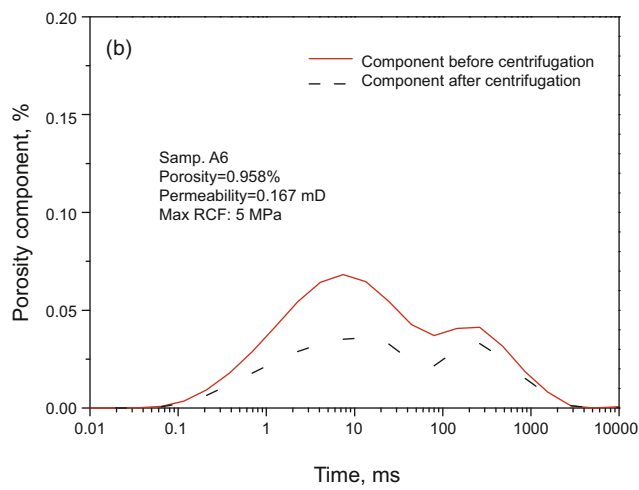 0.20
(b)
Component before centrifugation
Component after centrifugation
0.15
Samp. A6
Porosity=0.958%
Permeability=0.167 mD
Max RCF: 5 MPa
0.10
0.05
0.00
0.01 0.1 1 10 100 1000 10000
Porosity component, %
Time, ms